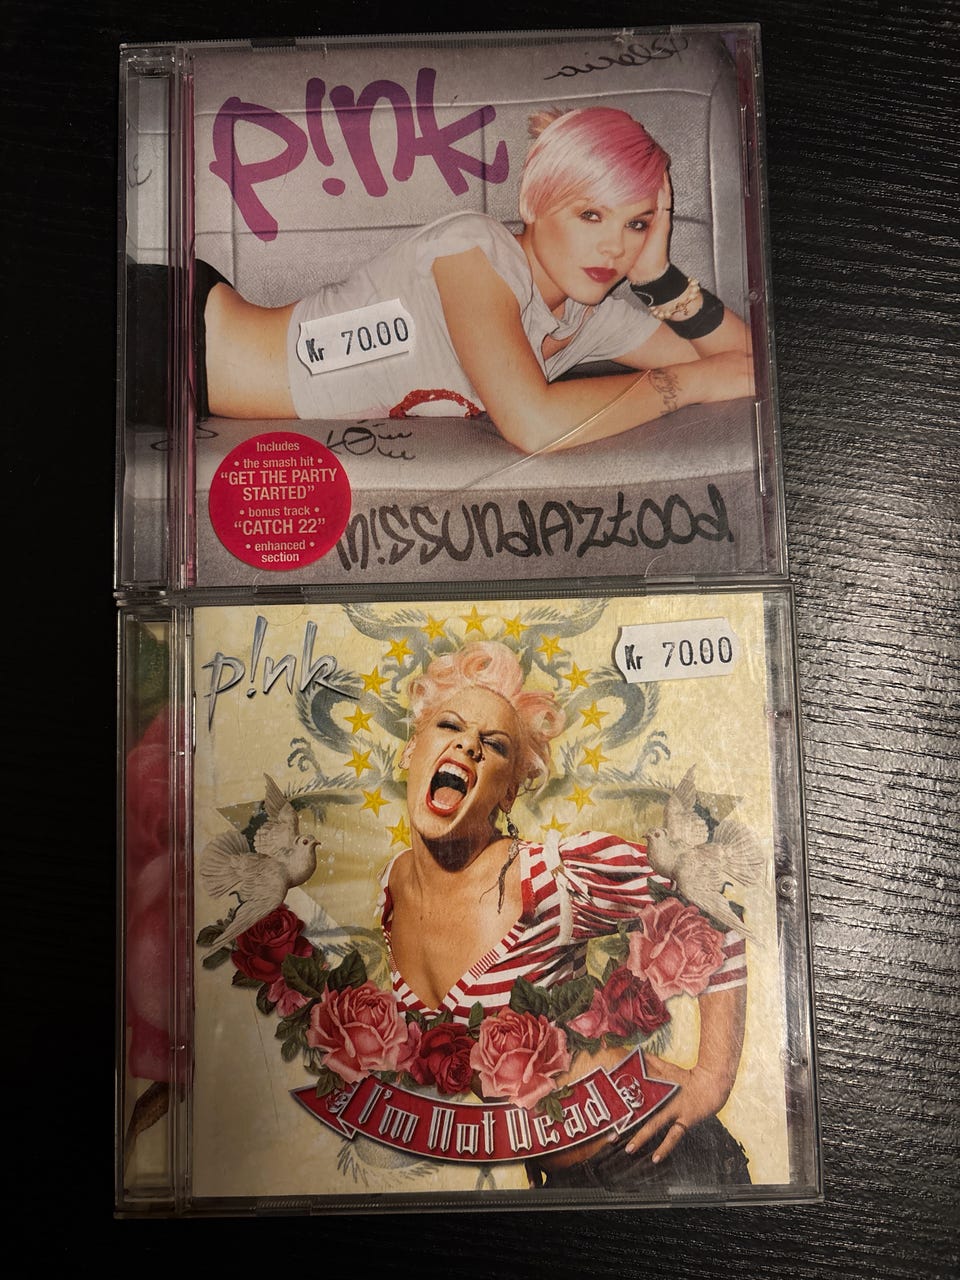 P!nk
Kr 70.00
Includes
• the smash hit •
"GET THE PARTY
STARTED"
• bonus track •
"CATCH 22"
• enhanced
section
m!ssundaztood
p!nk
Kr 70.00
I'm Not Dead